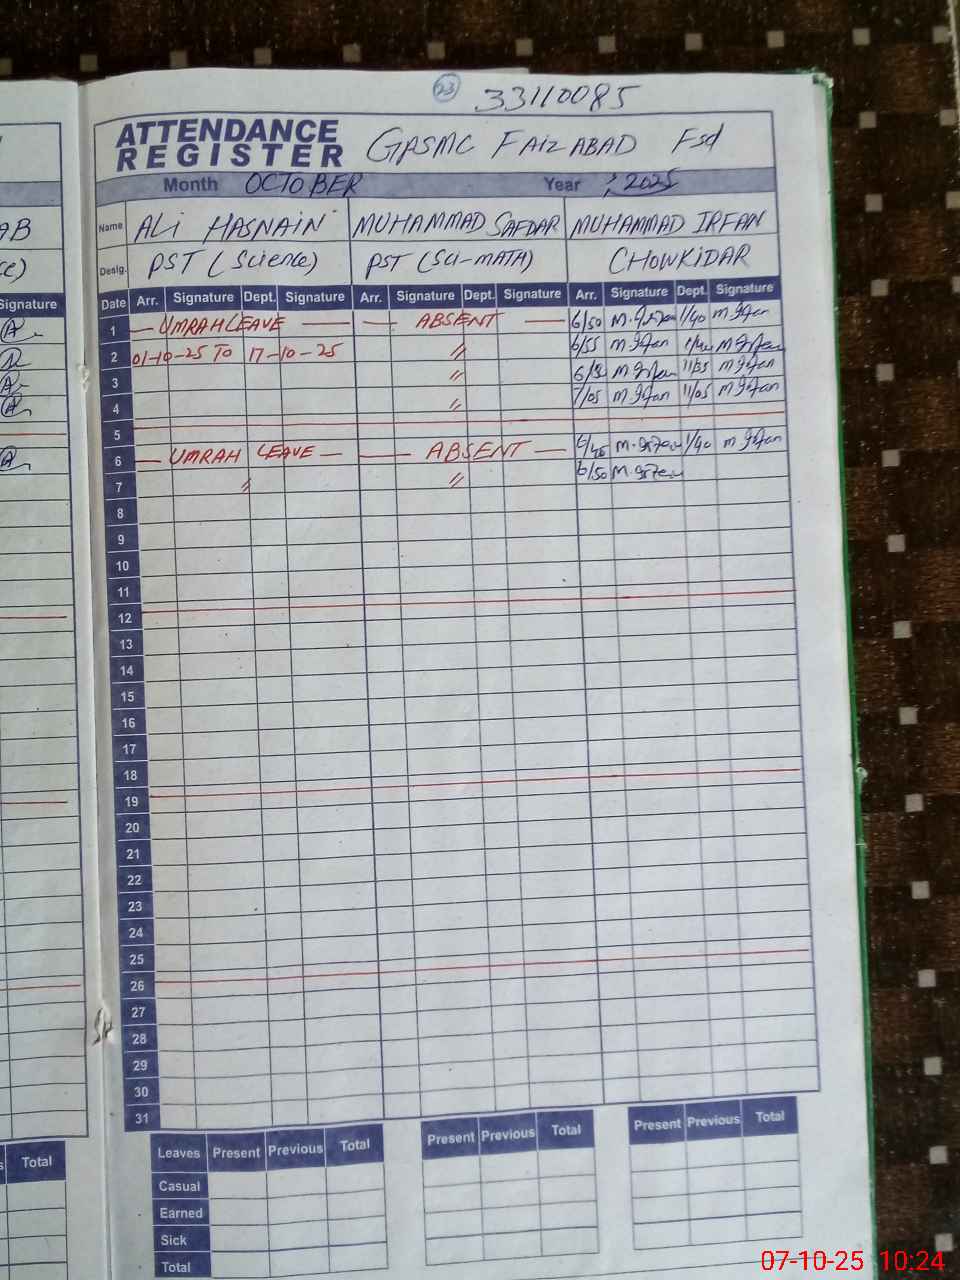 23 33110085
ATTENDANCE
REGISTER GASMC FAIZABAD Fsd
Month OCTOBER Year 2025
AB Name ALI HASNAIN MUHAMMAD SAFDAR MUHAMMAD IRFAN
Desig. PST (Science) PST (SCI-MATH) CHOWKIDAR
Signature Date Arr. Signature Dept. Signature Arr. Signature Dept. Signature Arr. Signature Dept. Signature
1 — UMRAH LEAVE — — ABSENT — 6/50 M. Irfan 1/40 M Irfan
2 01-10-25 TO 17-10-25 〃 6/55 M Irfan M Irfan
3 〃 M Irfan 11/35 M Irfan
4 〃 7/05 M Irfan 11/05 M Irfan
5
6 — UMRAH LEAVE — — ABSENT — 6/45 M. Irfan 1/40 M Irfan
7 〃 〃 6/50 M Irfan
8
9
10
11
12
13
14
15
16
17
18
19
20
21
22
23
24
25
26
27
28
29
30
31
Total Leaves Present Previous Total Present Previous Total Present Previous Total
Casual
Earned
Sick
Total
07-10-25 10:24